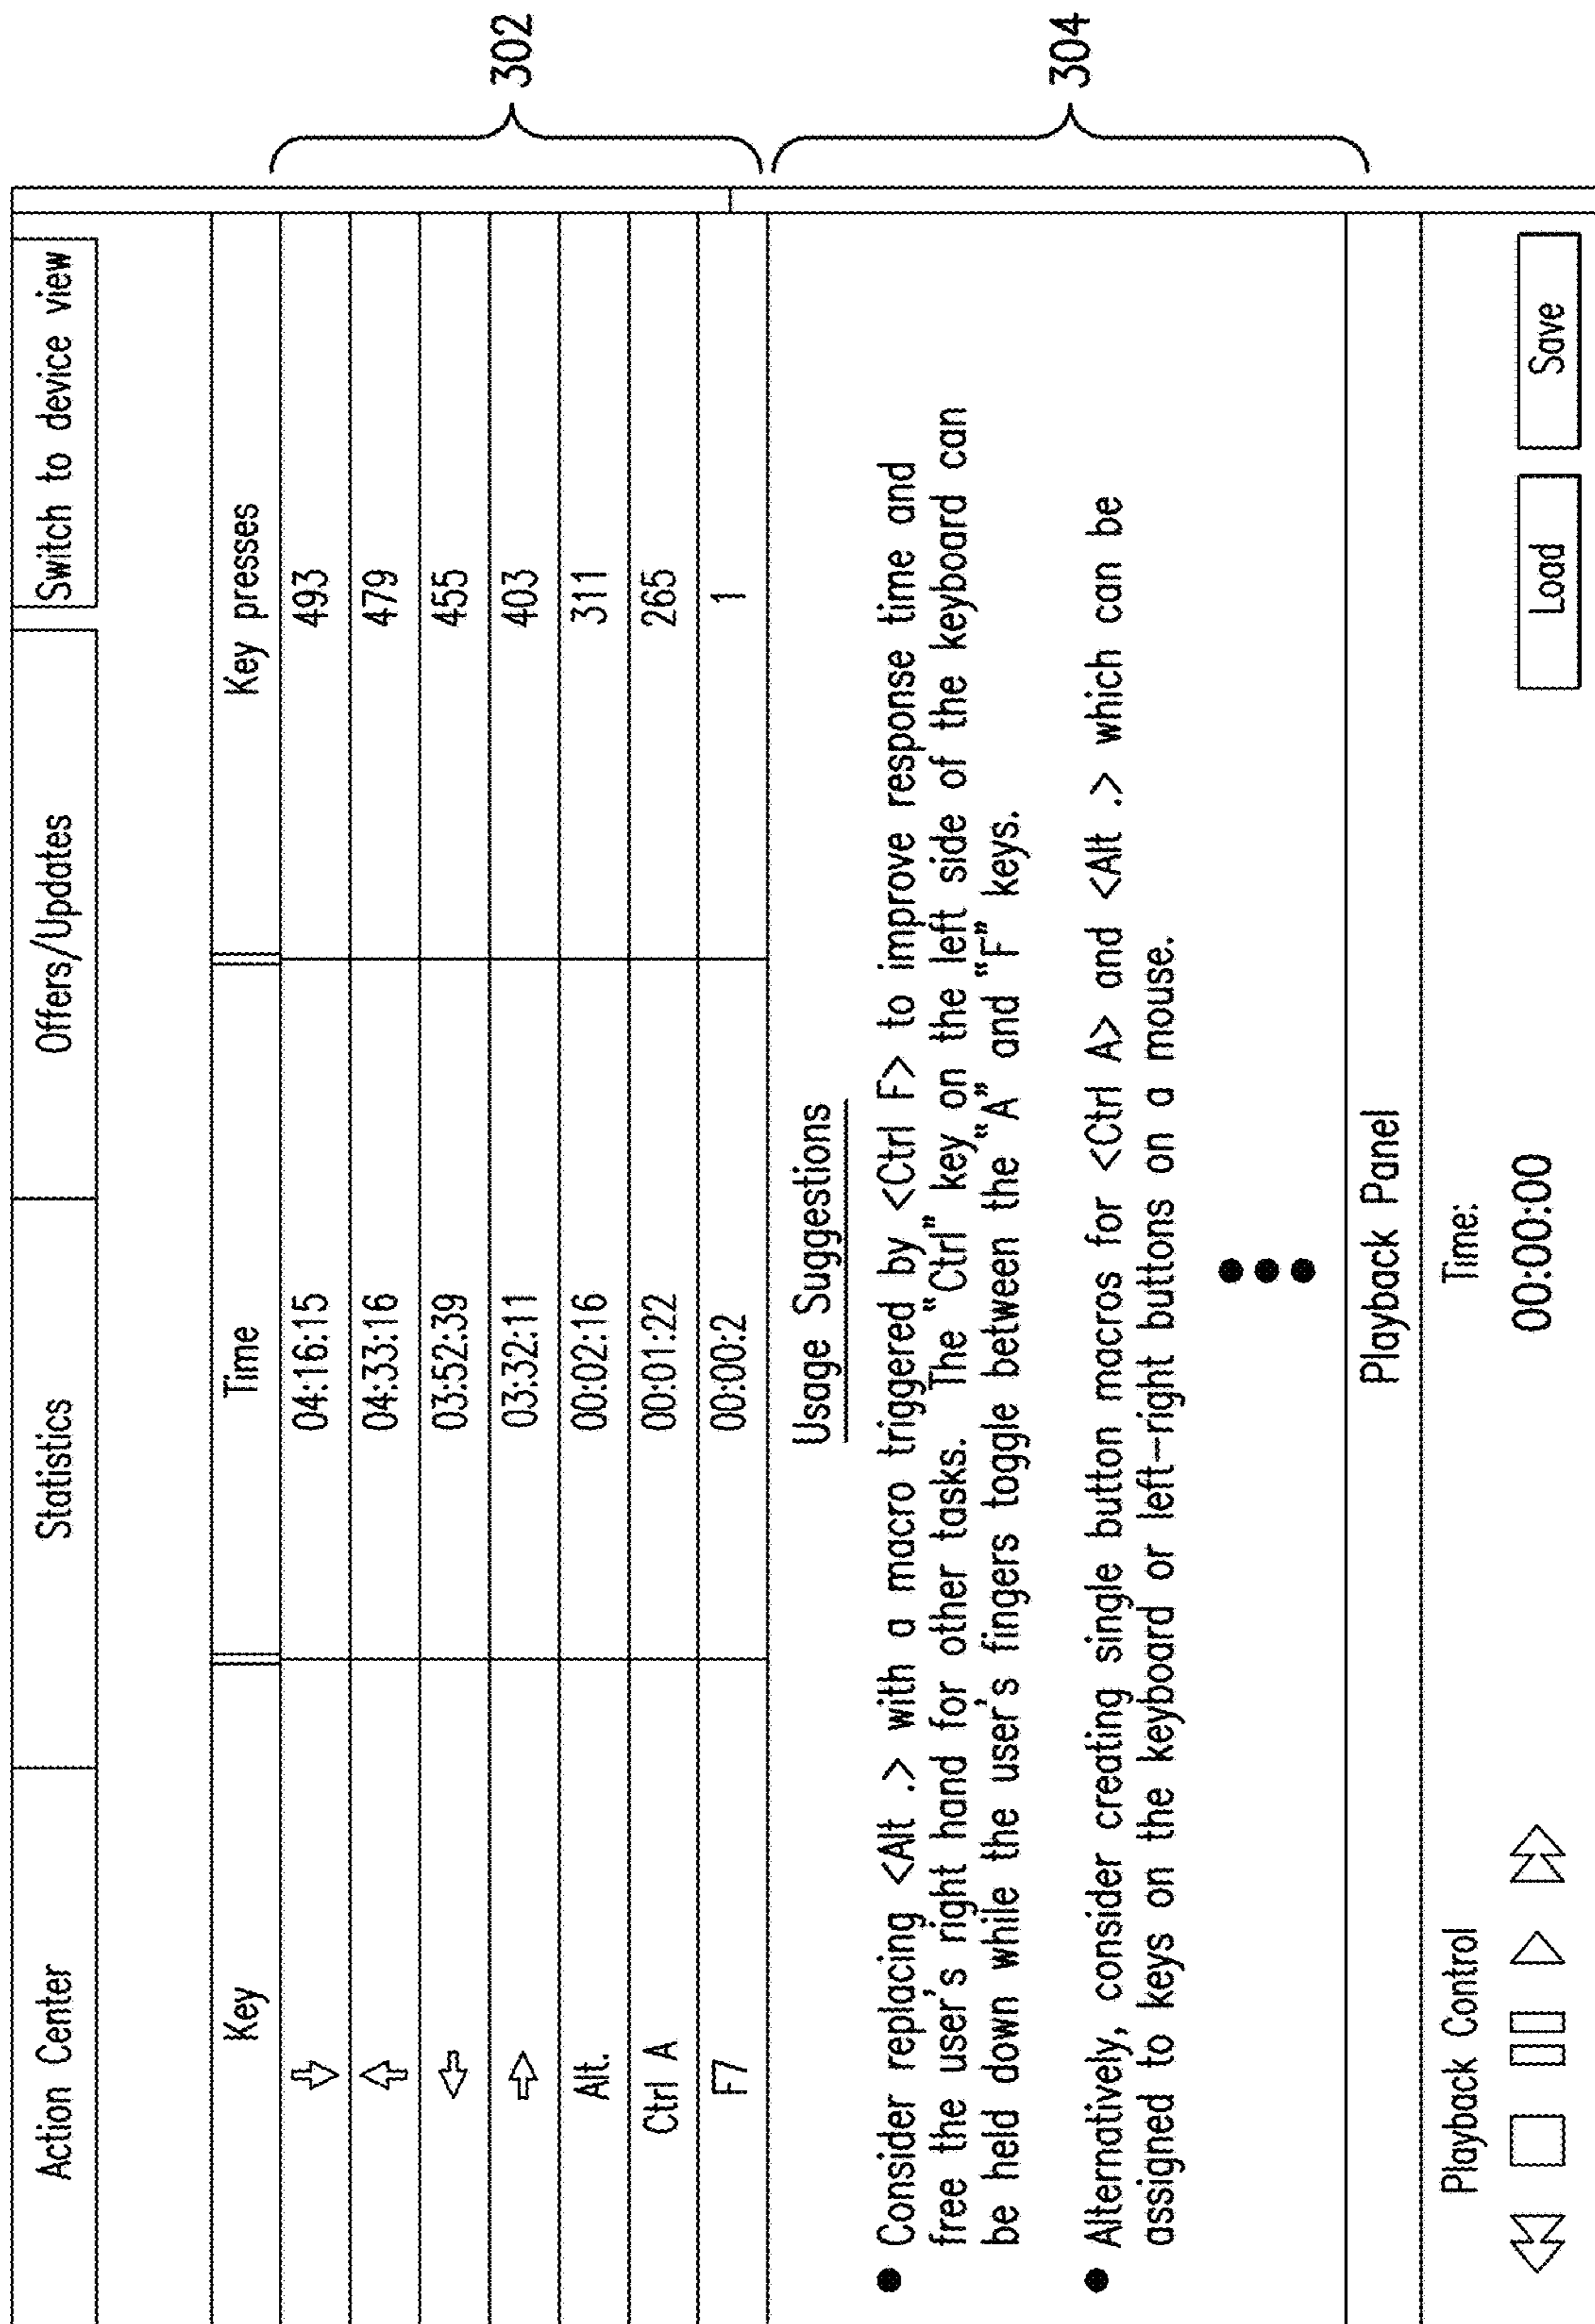 Action Center Statistics Offers/Updates Switch to device view
Key Time Key presses
⇩ 04:16:15 493
⇧ 04:33:16 479
⇦ 03:52:39 455
⇨ 03:32:11 403
Alt. 00:02:16 311
Ctrl A 00:01:22 265
F7 00:00:2 1
302
Usage Suggestions
● Consider replacing <Alt .> with a macro triggered by <Ctrl F> to improve response time and
free the user's right hand for other tasks. The "Ctrl" key on the left side of the keyboard can
be held down while the user's fingers toggle between the "A" and "F" keys.
● Alternatively, consider creating single button macros for <Ctrl A> and <Alt .> which can be
assigned to keys on the keyboard or left-right buttons on a mouse.
304
Playback Panel
Playback Control Time:
00:00:00 Load Save